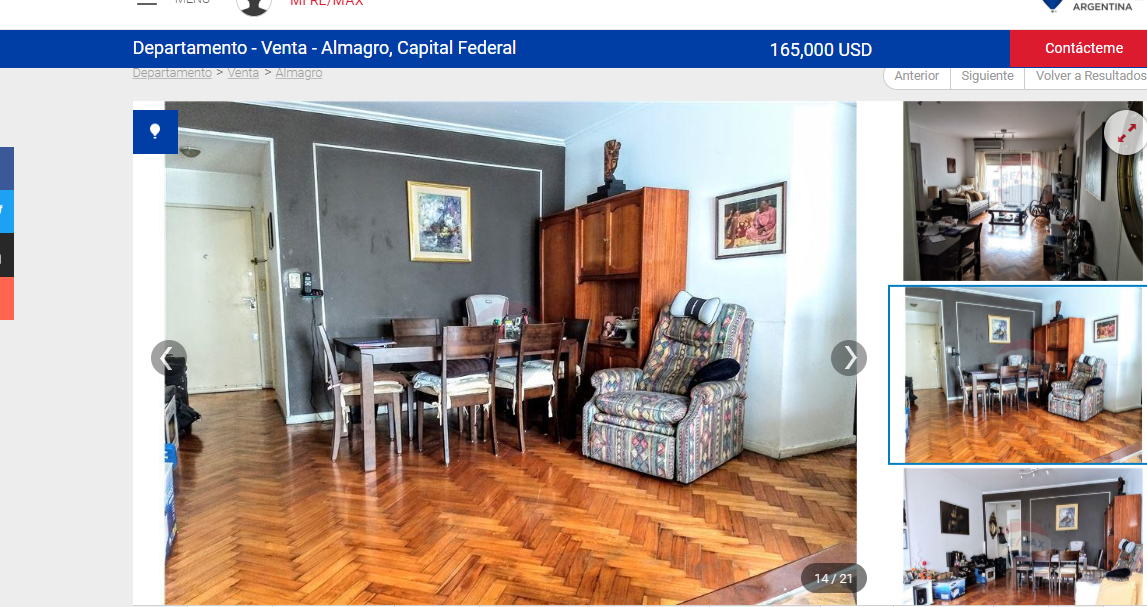 MENU
MI RE/MAX
ARGENTINA
Departamento - Venta - Almagro, Capital Federal
165,000 USD
Contácteme
Departamento > Venta > Almagro
Anterior
Siguiente
Volver a Resultados
14 / 21